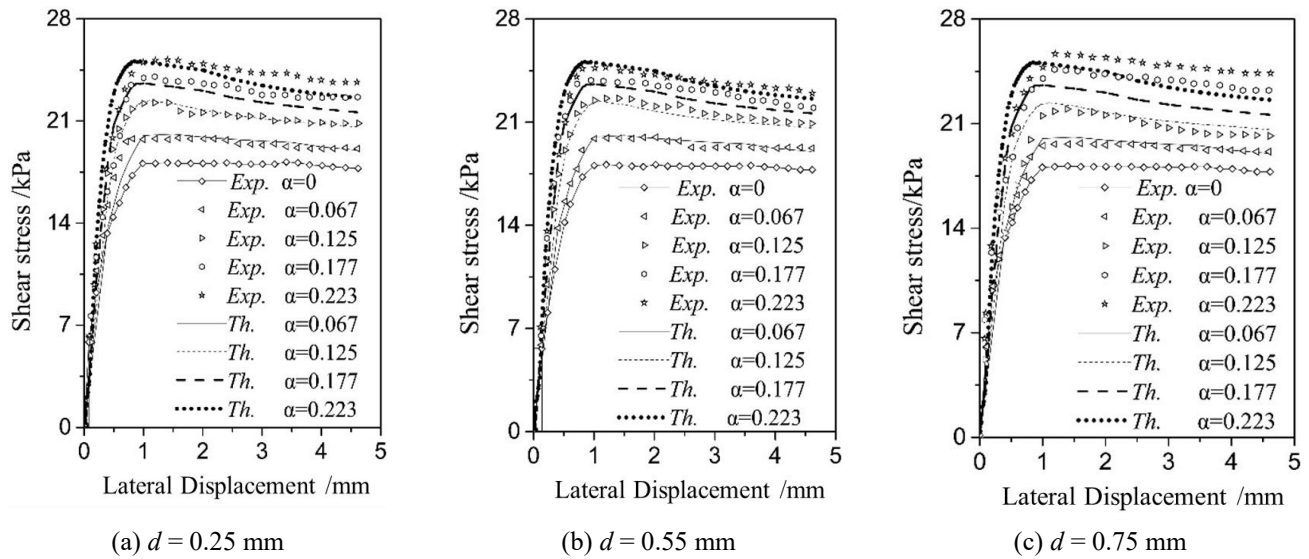 28
21
14
7
0
Shear stress /kPa
Exp. α=0
Exp. α=0.067
Exp. α=0.125
Exp. α=0.177
Exp. α=0.223
Th. α=0.067
Th. α=0.125
Th. α=0.177
Th. α=0.223
0 1 2 3 4 5
Lateral Displacement /mm
(a) d = 0.25 mm
28
21
14
7
0
Shear stress /kPa
Exp. α=0
Exp. α=0.067
Exp. α=0.125
Exp. α=0.177
Exp. α=0.223
Th. α=0.067
Th. α=0.125
Th. α=0.177
Th. α=0.223
0 1 2 3 4 5
Lateral Displacement /mm
(b) d = 0.55 mm
28
21
14
7
0
Shear stress/kPa
Exp. α=0
Exp. α=0.067
Exp. α=0.125
Exp. α=0.177
Exp. α=0.223
Th. α=0.067
Th. α=0.125
Th. α=0.177
Th. α=0.223
0 1 2 3 4 5
Lateral Displacement /mm
(c) d = 0.75 mm